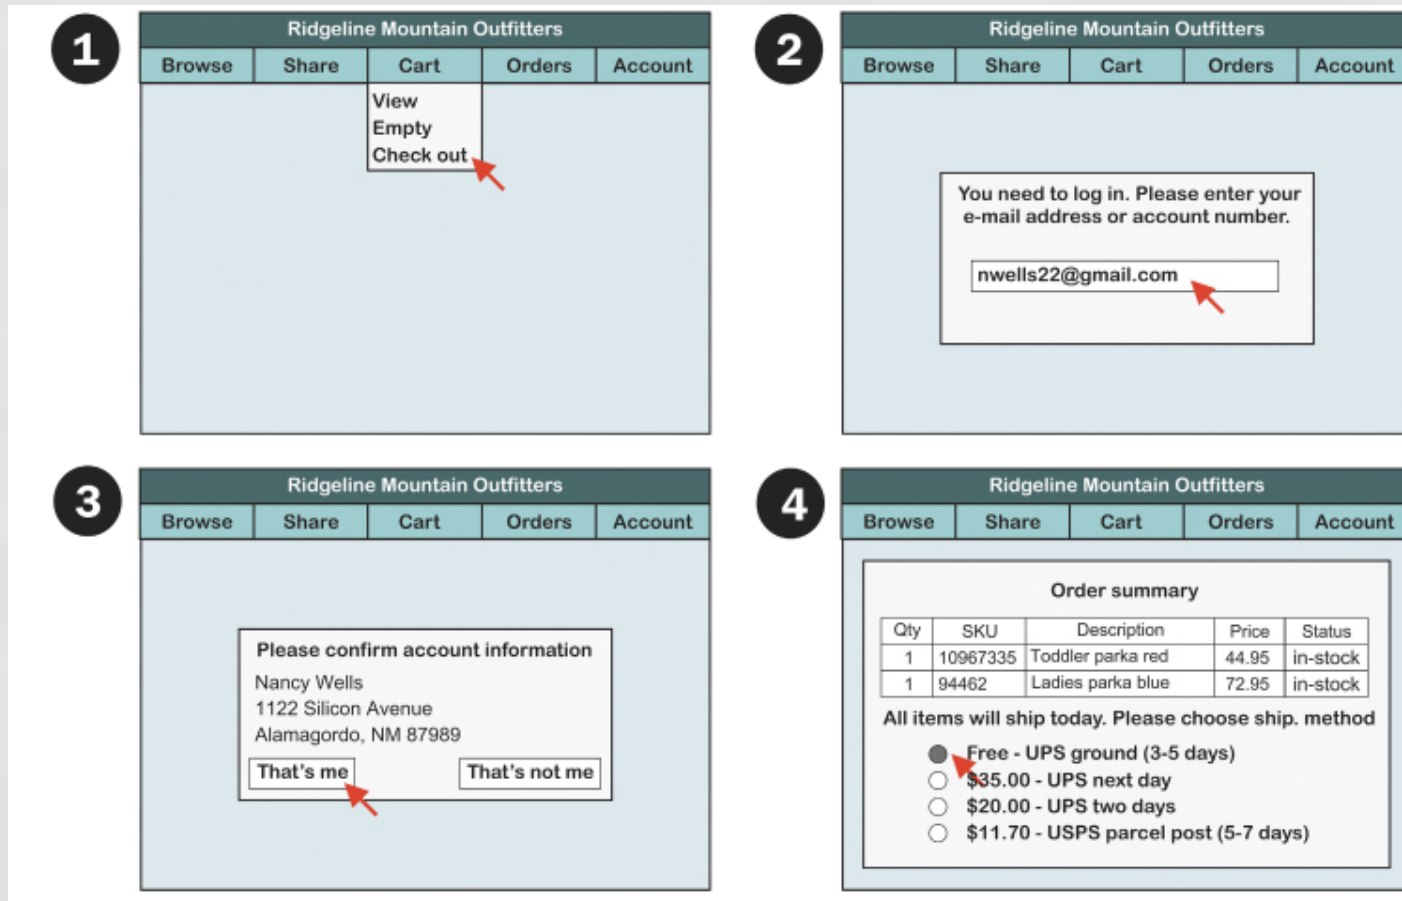 1
Ridgeline Mountain Outfitters
Browse Share Cart Orders Account
View
Empty
Check out
2
Ridgeline Mountain Outfitters
Browse Share Cart Orders Account
You need to log in. Please enter your
e-mail address or account number.
nwells22@gmail.com
3
Ridgeline Mountain Outfitters
Browse Share Cart Orders Account
Please confirm account information
Nancy Wells
1122 Silicon Avenue
Alamagordo, NM 87989
That's me That's not me
4
Ridgeline Mountain Outfitters
Browse Share Cart Orders Account
Order summary
Qty SKU Description Price Status
1 10967335 Toddler parka red 44.95 in-stock
1 94462 Ladies parka blue 72.95 in-stock
All items will ship today. Please choose ship. method
Free - UPS ground (3-5 days)
$35.00 - UPS next day
$20.00 - UPS two days
$11.70 - USPS parcel post (5-7 days)